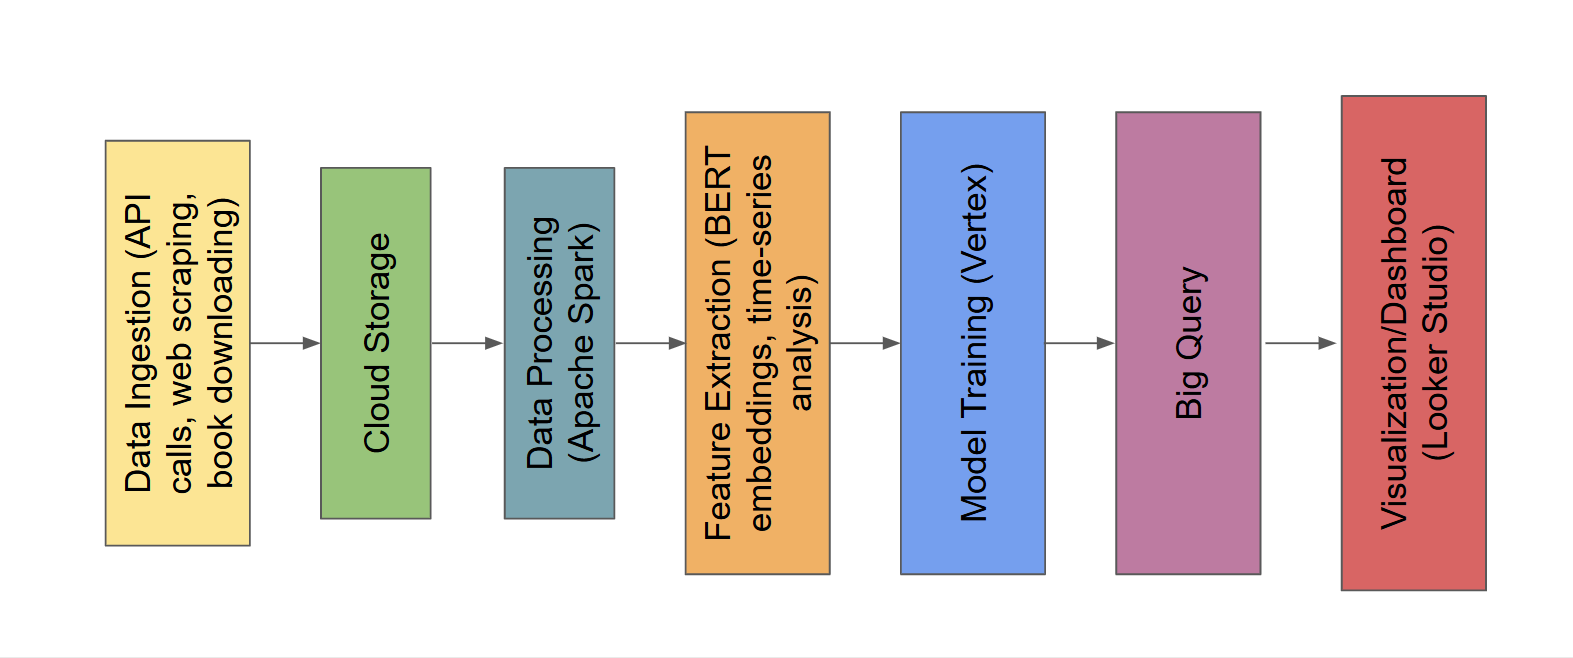 Data Ingestion (API
calls, web scraping,
book downloading)
Cloud Storage
Data Processing
(Apache Spark)
Feature Extraction (BERT
embeddings, time-series
analysis)
Model Training (Vertex)
Big Query
Visualization/Dashboard
(Looker Studio)